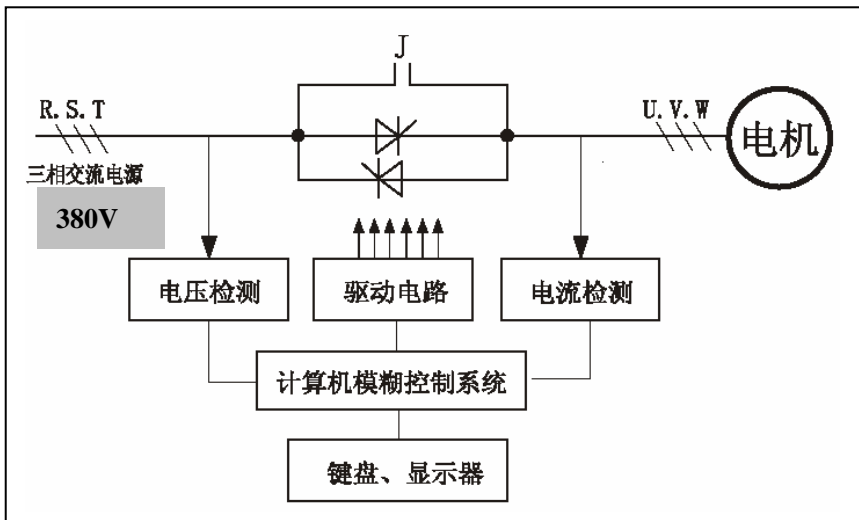 J
R.S.T
U.V.W
电机
三相交流电源
380V
电压检测
驱动电路
电流检测
计算机模糊控制系统
键盘、显示器